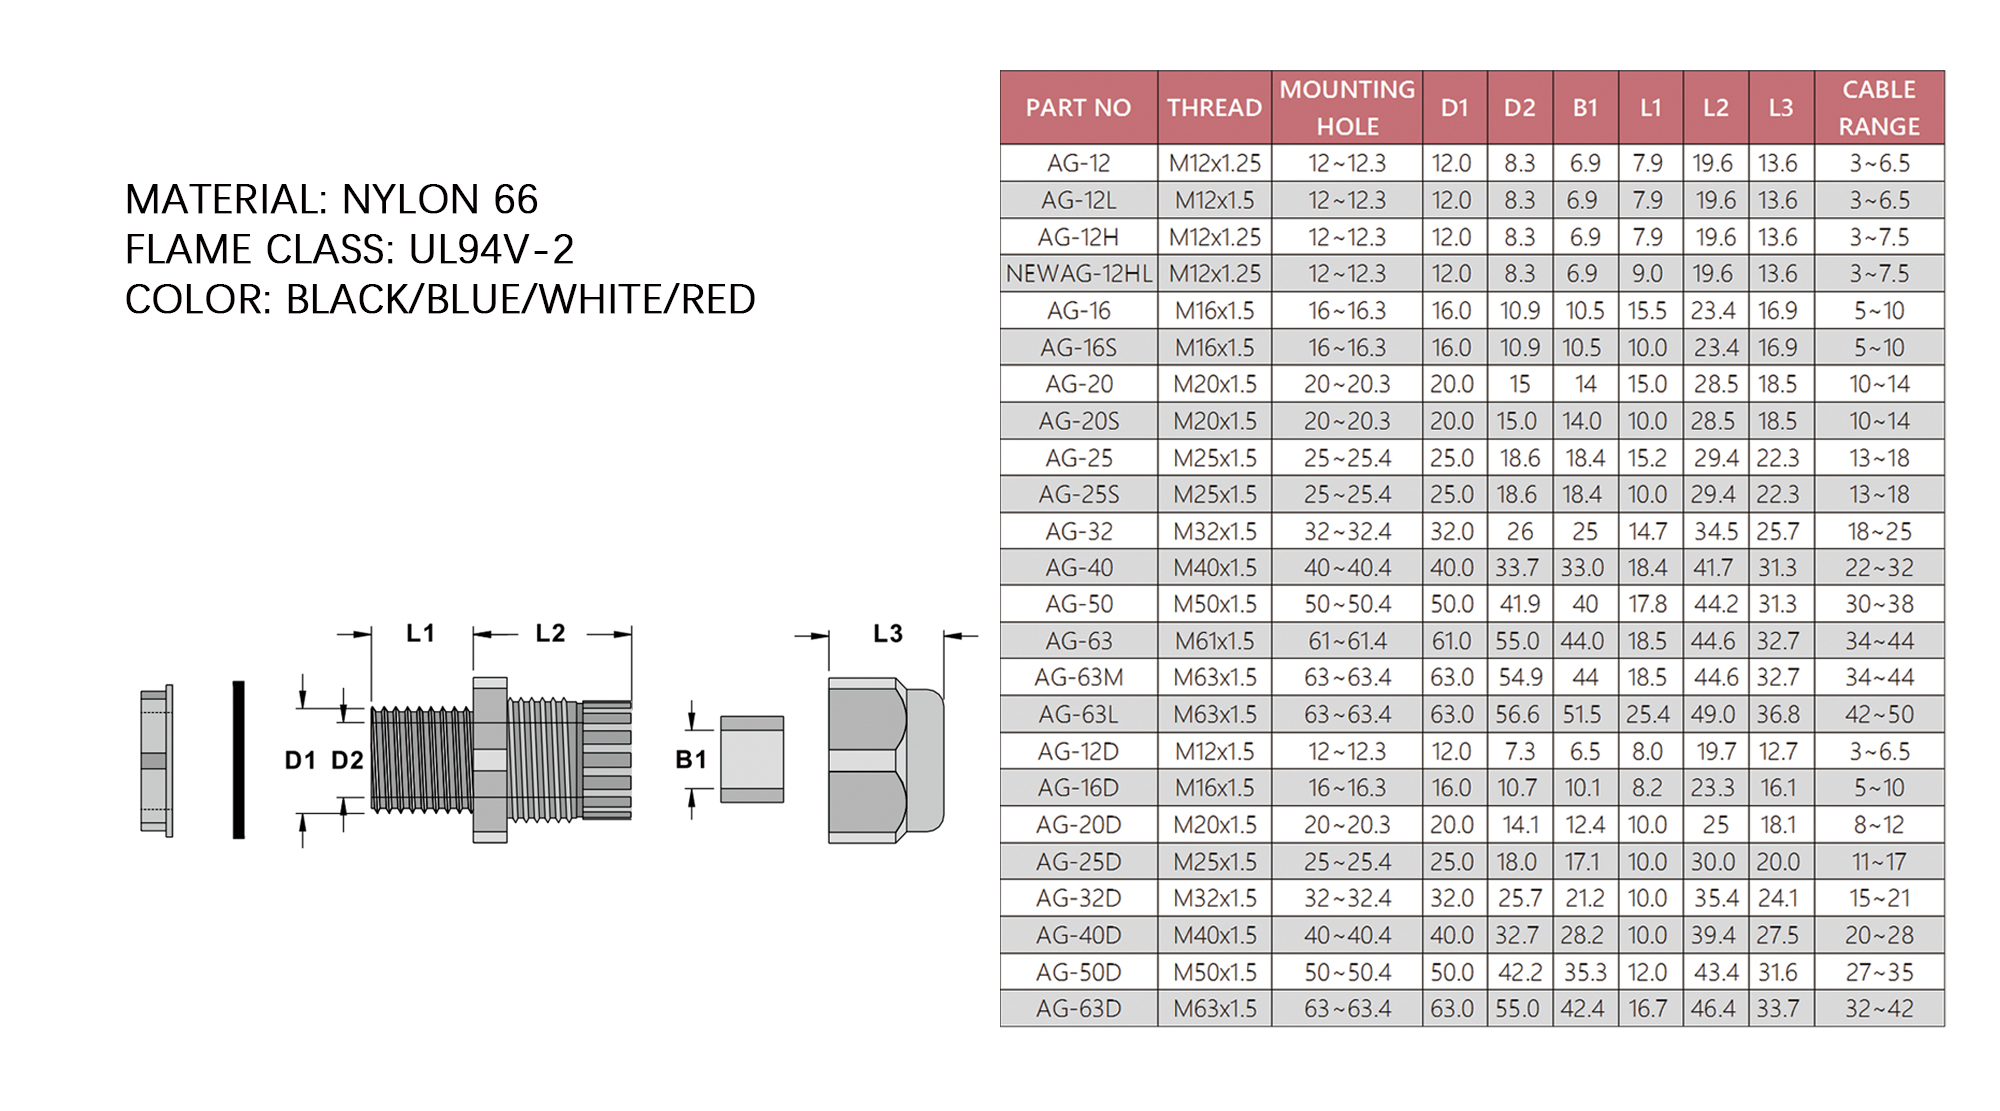 MATERIAL: NYLON 66
FLAME CLASS: UL94V-2
COLOR: BLACK/BLUE/WHITE/RED
L1 L2 L3
D1 D2 B1
PART NO THREAD MOUNTING HOLE D1 D2 B1 L1 L2 L3 CABLE RANGE
AG-12 M12x1.25 12~12.3 12.0 8.3 6.9 7.9 19.6 13.6 3~6.5
AG-12L M12x1.5 12~12.3 12.0 8.3 6.9 7.9 19.6 13.6 3~6.5
AG-12H M12x1.25 12~12.3 12.0 8.3 6.9 7.9 19.6 13.6 3~7.5
NEWAG-12HL M12x1.25 12~12.3 12.0 8.3 6.9 9.0 19.6 13.6 3~7.5
AG-16 M16x1.5 16~16.3 16.0 10.9 10.5 15.5 23.4 16.9 5~10
AG-16S M16x1.5 16~16.3 16.0 10.9 10.5 10.0 23.4 16.9 5~10
AG-20 M20x1.5 20~20.3 20.0 15 14 15.0 28.5 18.5 10~14
AG-20S M20x1.5 20~20.3 20.0 15.0 14.0 10.0 28.5 18.5 10~14
AG-25 M25x1.5 25~25.4 25.0 18.6 18.4 15.2 29.4 22.3 13~18
AG-25S M25x1.5 25~25.4 25.0 18.6 18.4 10.0 29.4 22.3 13~18
AG-32 M32x1.5 32~32.4 32.0 26 25 14.7 34.5 25.7 18~25
AG-40 M40x1.5 40~40.4 40.0 33.7 33.0 18.4 41.7 31.3 22~32
AG-50 M50x1.5 50~50.4 50.0 41.9 40 17.8 44.2 31.3 30~38
AG-63 M61x1.5 61~61.4 61.0 55.0 44.0 18.5 44.6 32.7 34~44
AG-63M M63x1.5 63~63.4 63.0 54.9 44 18.5 44.6 32.7 34~44
AG-63L M63x1.5 63~63.4 63.0 56.6 51.5 25.4 49.0 36.8 42~50
AG-12D M12x1.5 12~12.3 12.0 7.3 6.5 8.0 19.7 12.7 3~6.5
AG-16D M16x1.5 16~16.3 16.0 10.7 10.1 8.2 23.3 16.1 5~10
AG-20D M20x1.5 20~20.3 20.0 14.1 12.4 10.0 25 18.1 8~12
AG-25D M25x1.5 25~25.4 25.0 18.0 17.1 10.0 30.0 20.0 11~17
AG-32D M32x1.5 32~32.4 32.0 25.7 21.2 10.0 35.4 24.1 15~21
AG-40D M40x1.5 40~40.4 40.0 32.7 28.2 10.0 39.4 27.5 20~28
AG-50D M50x1.5 50~50.4 50.0 42.2 35.3 12.0 43.4 31.6 27~35
AG-63D M63x1.5 63~63.4 63.0 55.0 42.4 16.7 46.4 33.7 32~42